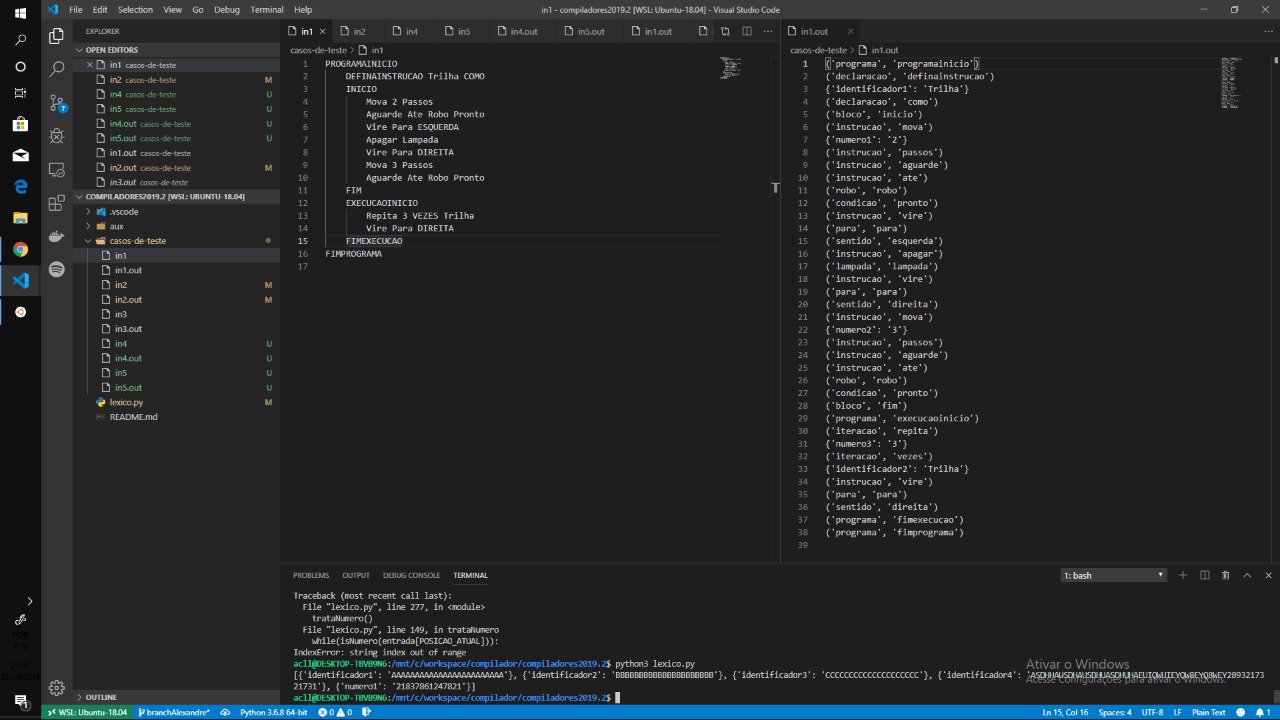 File Edit Selection View Go Debug Terminal Help
in1 - compiladores2019.2 [WSL: Ubuntu-18.04] - Visual Studio Code
EXPLORER
OPEN EDITORS
in1 casos-de-teste
in2 casos-de-teste M
in4 casos-de-teste U
in5 casos-de-teste U
in4.out casos-de-teste U
in5.out casos-de-teste U
in1.out casos-de-teste
in2.out casos-de-teste M
in3.out casos-de-teste
COMPILADORES2019.2 [WSL: UBUNTU-18.04]
.vscode
aux
casos-de-teste
in1
in1.out
in2 M
in2.out M
in3
in3.out
in4 U
in4.out U
in5 U
in5.out U
lexico.py M
README.md
OUTLINE
in1 in2 in4 in5 in4.out in5.out in1.out
casos-de-teste > in1
1 PROGRAMAINICIO
2 DEFINAINSTRUCAO Trilha COMO
3 INICIO
4 Mova 2 Passos
5 Aguarde Ate Robo Pronto
6 Vire Para ESQUERDA
7 Apagar Lampada
8 Vire Para DIREITA
9 Mova 3 Passos
10 Aguarde Ate Robo Pronto
11 FIM
12 EXECUCAOINICIO
13 Repita 3 VEZES Trilha
14 Vire Para DIREITA
15 FIMEXECUCAO
16 FIMPROGRAMA
17
in1.out
casos-de-teste > in1.out
1 ('programa', 'programainicio')
2 ('declaracao', 'definainstrucao')
3 {'identificador1': 'Trilha'}
4 ('declaracao', 'como')
5 ('bloco', 'inicio')
6 ('instrucao', 'mova')
7 {'numero1': '2'}
8 ('instrucao', 'passos')
9 ('instrucao', 'aguarde')
10 ('instrucao', 'ate')
11 ('robo', 'robo')
12 ('condicao', 'pronto')
13 ('instrucao', 'vire')
14 ('para', 'para')
15 ('sentido', 'esquerda')
16 ('instrucao', 'apagar')
17 ('lampada', 'lampada')
18 ('instrucao', 'vire')
19 ('para', 'para')
20 ('sentido', 'direita')
21 ('instrucao', 'mova')
22 {'numero2': '3'}
23 ('instrucao', 'passos')
24 ('instrucao', 'aguarde')
25 ('instrucao', 'ate')
26 ('robo', 'robo')
27 ('condicao', 'pronto')
28 ('bloco', 'fim')
29 ('programa', 'execucaoinicio')
30 ('iteracao', 'repita')
31 {'numero3': '3'}
32 ('iteracao', 'vezes')
33 {'identificador2': 'Trilha'}
34 ('instrucao', 'vire')
35 ('para', 'para')
36 ('sentido', 'direita')
37 ('programa', 'fimexecucao')
38 ('programa', 'fimprograma')
39
PROBLEMS OUTPUT DEBUG CONSOLE TERMINAL
1: bash
Traceback (most recent call last):
File "lexico.py", line 277, in <module>
trataNumero()
File "lexico.py", line 149, in trataNumero
while(isNumero(entrada[POSICAO_ATUAL])):
IndexError: string index out of range
acll@DESKTOP-TBVB9N6:/mnt/c/workspace/compilador/compiladores2019.2$ python3 lexico.py
[{'identificador1': 'AAAAAAAAAAAAAAAAAAAAAAAA'}, {'identificador2': 'BBBBBBBBBBBBBBBBBBBBB'}, {'identificador3': 'CCCCCCCCCCCCCCCCCCCC'}, {'identificador4':
21731'}, {'numero1': '21837861247821'}]
acll@DESKTOP-TBVB9N6:/mnt/c/workspace/compilador/compiladores2019.2$
Ativar o Windows
Acesse Configurações para ativar o Windows.
WSL: Ubuntu-18.04 branchAlexandre* Python 3.6.8 64-bit 0 0
Ln 15, Col 16 Spaces: 4 UTF-8 LF Plain Text 1